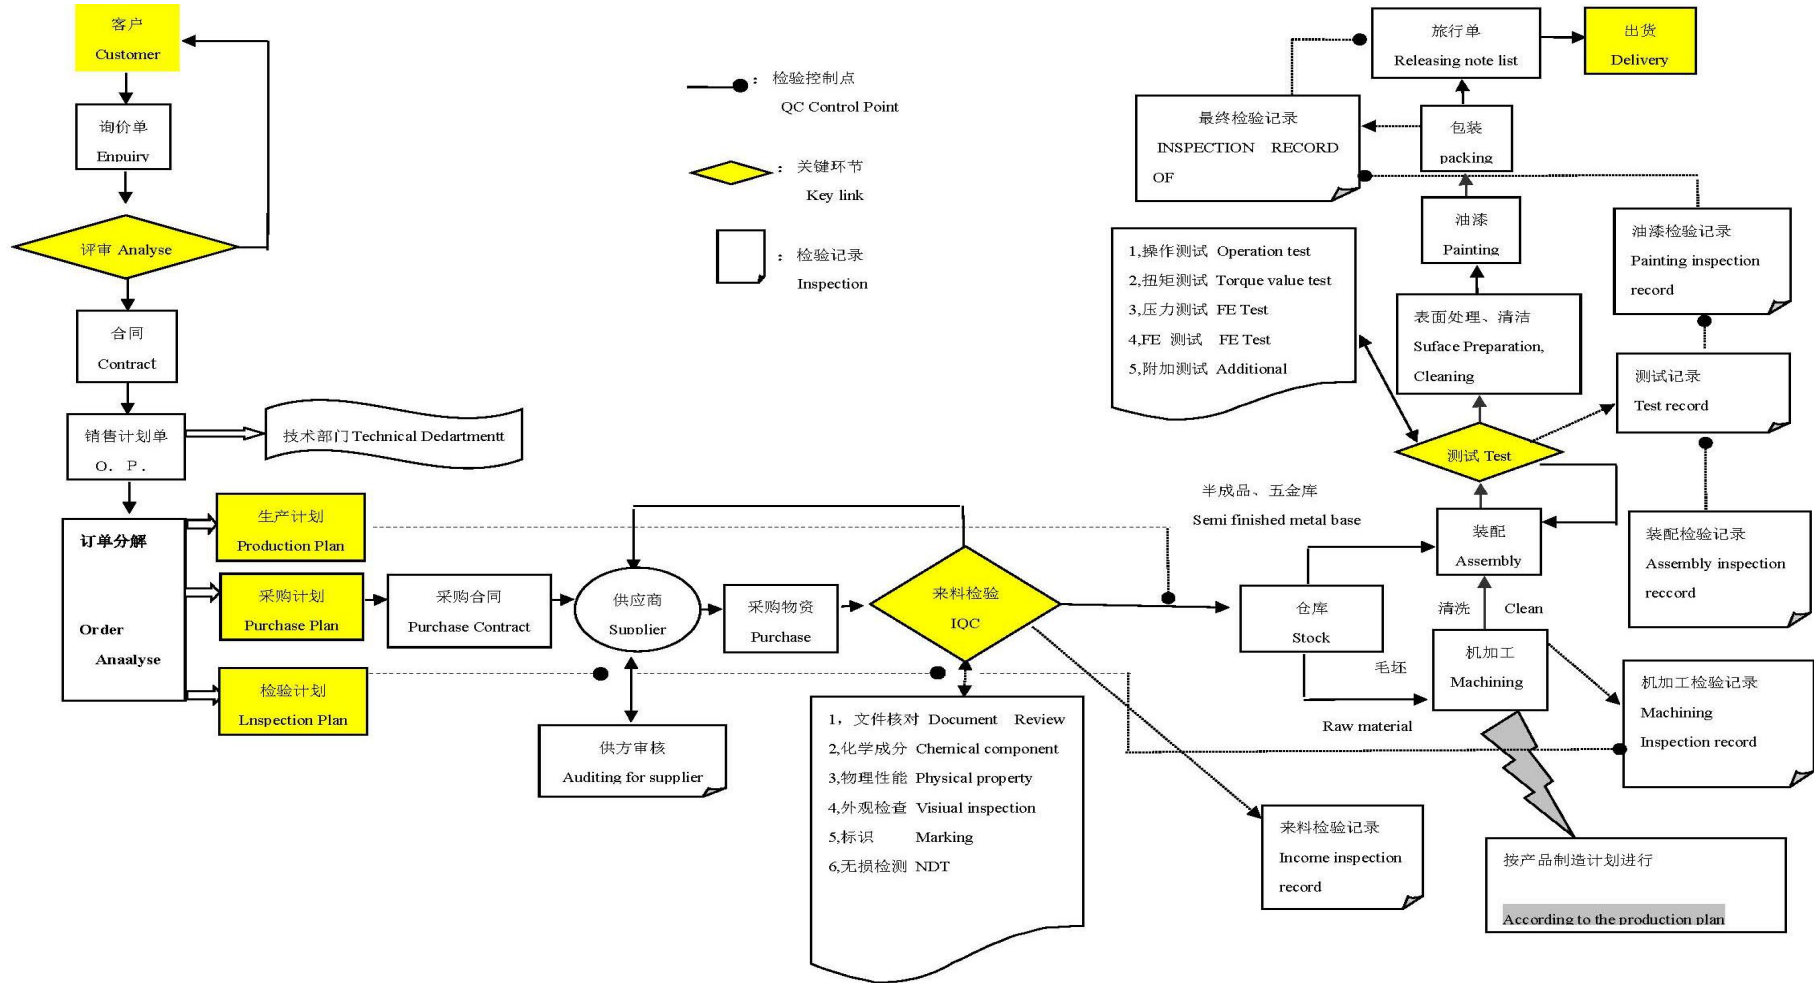 客户
Customer
询价单
Enpuiry
评审 Analyse
合同
Contract
销售计划单
O. P.
技术部门 Technical Dedartmentt
订单分解
Order
Anaalyse
生产计划
Production Plan
采购计划
Purchase Plan
检验计划
Lnspection Plan
采购合同
Purchase Contract
供应商
Supplier
采购物资
Purchase
来料检验
IQC
供方审核
Auditing for supplier
1，文件核对 Document Review
2,化学成分 Chemical component
3,物理性能 Physical property
4,外观检查 Visiual inspection
5,标识 Marking
6,无损检测 NDT
：检验控制点
QC Control Point
：关键环节
Key link
：检验记录
Inspection
旅行单
Releasing note list
出货
Delivery
最终检验记录
INSPECTION RECORD
OF
包装
packing
油漆
Painting
油漆检验记录
Painting inspection
record
1,操作测试 Operation test
2,扭矩测试 Torque value test
3,压力测试 FE Test
4,FE 测试 FE Test
5,附加测试 Additional
表面处理、清洁
Suface Preparation,
Cleaning
测试记录
Test record
测试 Test
半成品、五金库
Semi finished metal base
装配
Assembly
装配检验记录
Assembly inspection
reccord
仓库
Stock
清洗 Clean
毛坯
Raw material
机加工
Machining
机加工检验记录
Machining
Inspection record
来料检验记录
Income inspection
record
按产品制造计划进行
According to the production plan